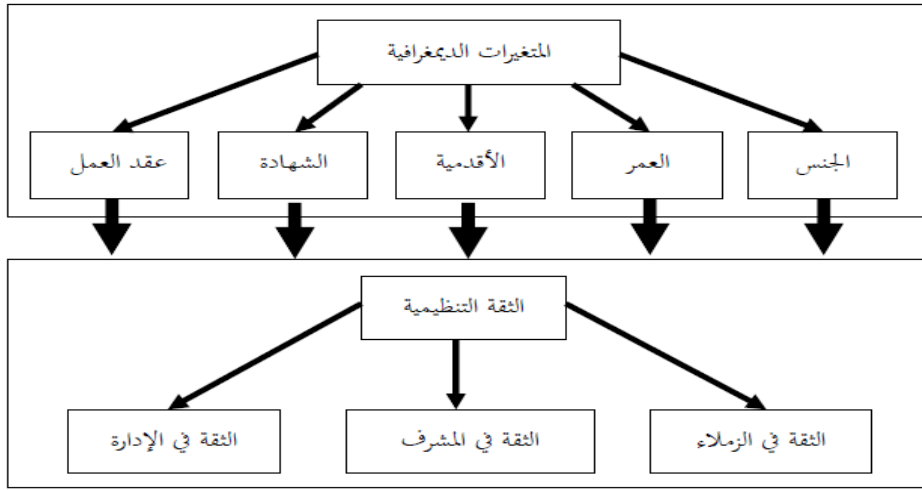 المتغيرات الديمغرافية
الجنس
العمر
الأقدمية
الشهادة
عقد العمل
الثقة التنظيمية
الثقة في الزملاء
الثقة في المشرف
الثقة في الإدارة